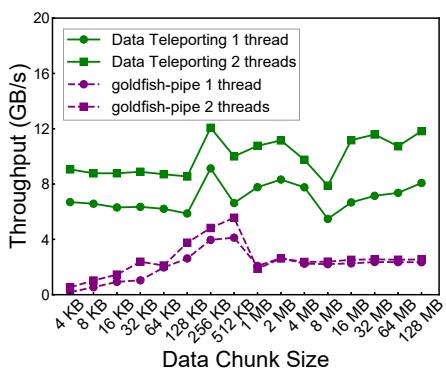 20
16
12
8
4
0
Throughput (GB/s)
Data Teleporting 1 thread
Data Teleporting 2 threads
goldfish-pipe 1 thread
goldfish-pipe 2 threads
4 KB
8 KB
16 KB
32 KB
64 KB
128 KB
256 KB
512 KB
1 MB
2 MB
4 MB
8 MB
16 MB
32 MB
64 MB
128 MB
Data Chunk Size